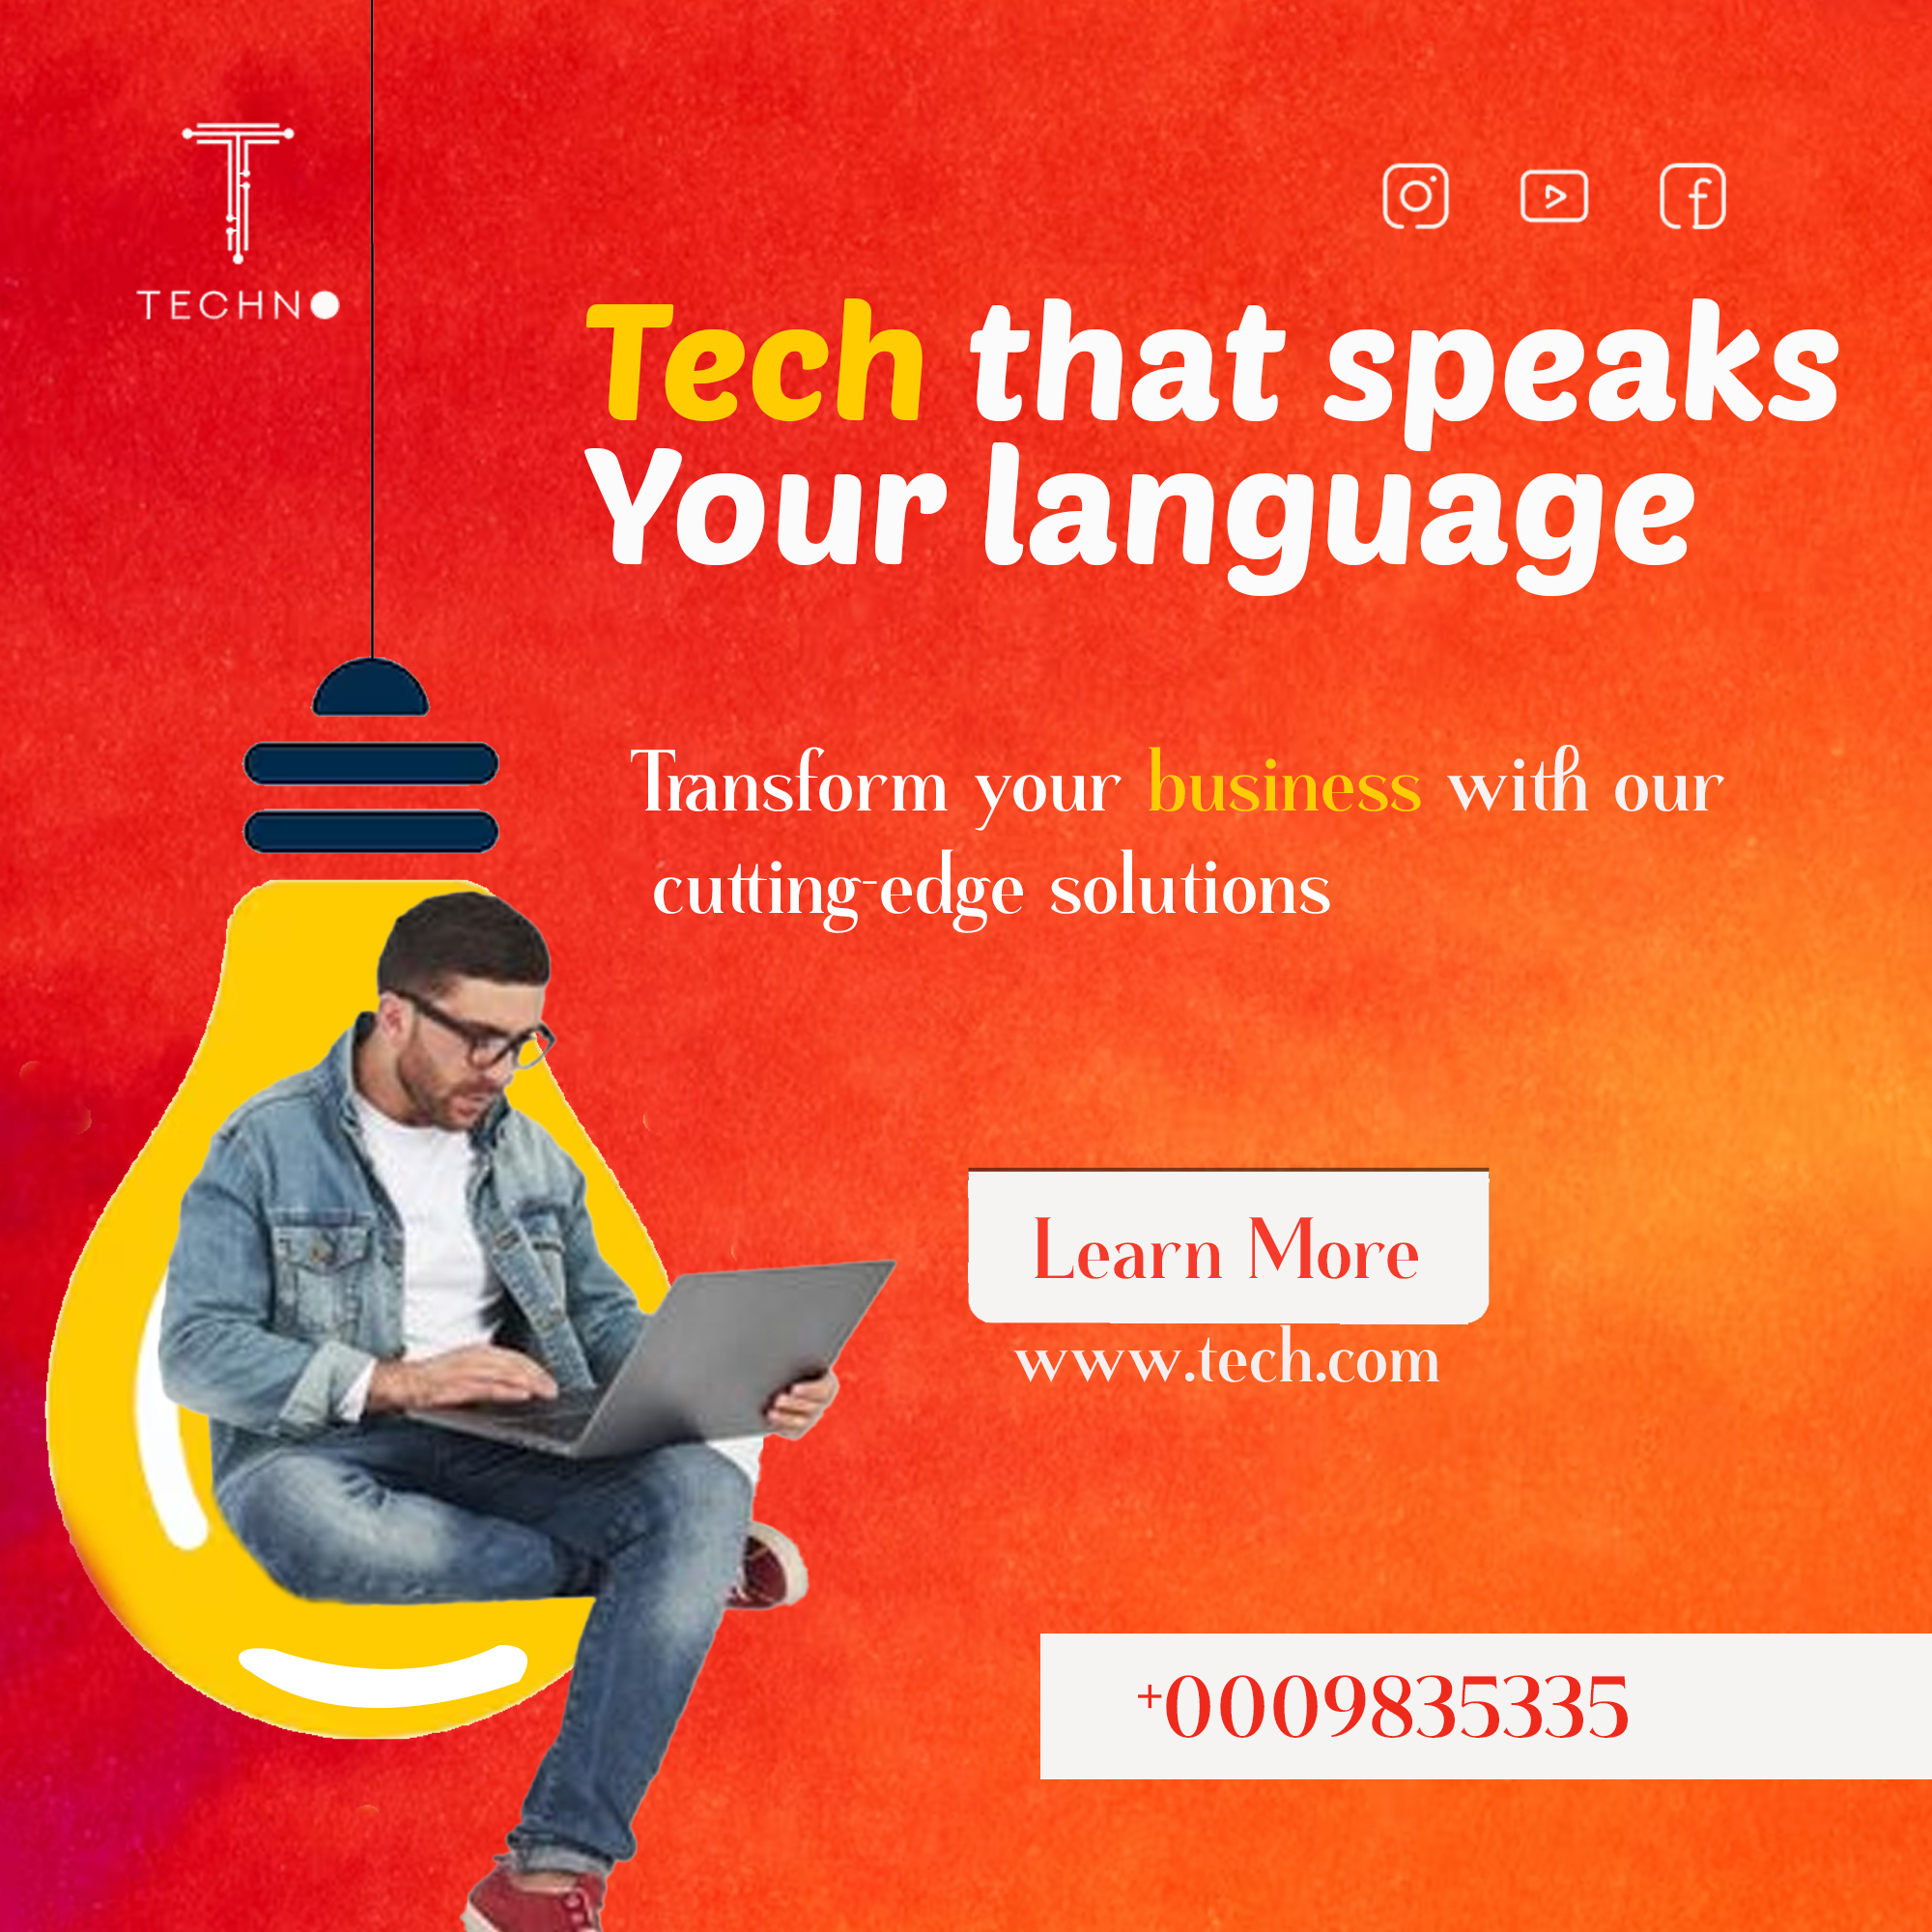 TECHNO
Tech that speaks
Your language
Transform your business with our
cutting-edge solutions
Learn More
www.tech.com
+0009835335